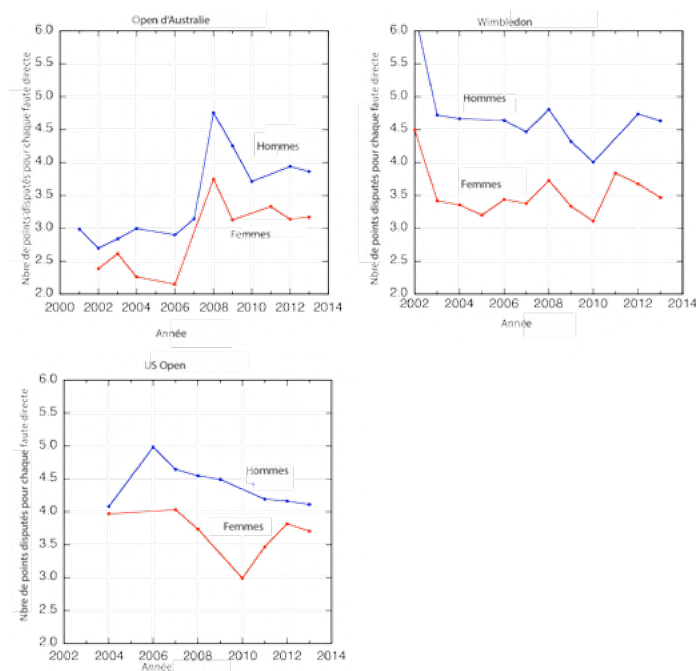 Open d'Australie
Nbre de points disputés pour chaque faute directe
6.0
5.5
5.0
4.5
4.0
3.5
3.0
2.5
2.0
Hommes
Femmes
2000 2002 2004 2006 2008 2010 2012 2014
Année
Wimbledon
Nbre de points disputés pour chaque faute directe
6.0
5.5
5.0
4.5
4.0
3.5
3.0
2.5
2.0
Hommes
Femmes
2002 2004 2006 2008 2010 2012 2014
Année
US Open
Nbre de points disputés pour chaque faute directe
6.0
5.5
5.0
4.5
4.0
3.5
3.0
2.5
2.0
Hommes
Femmes
2002 2004 2006 2008 2010 2012 2014
Année